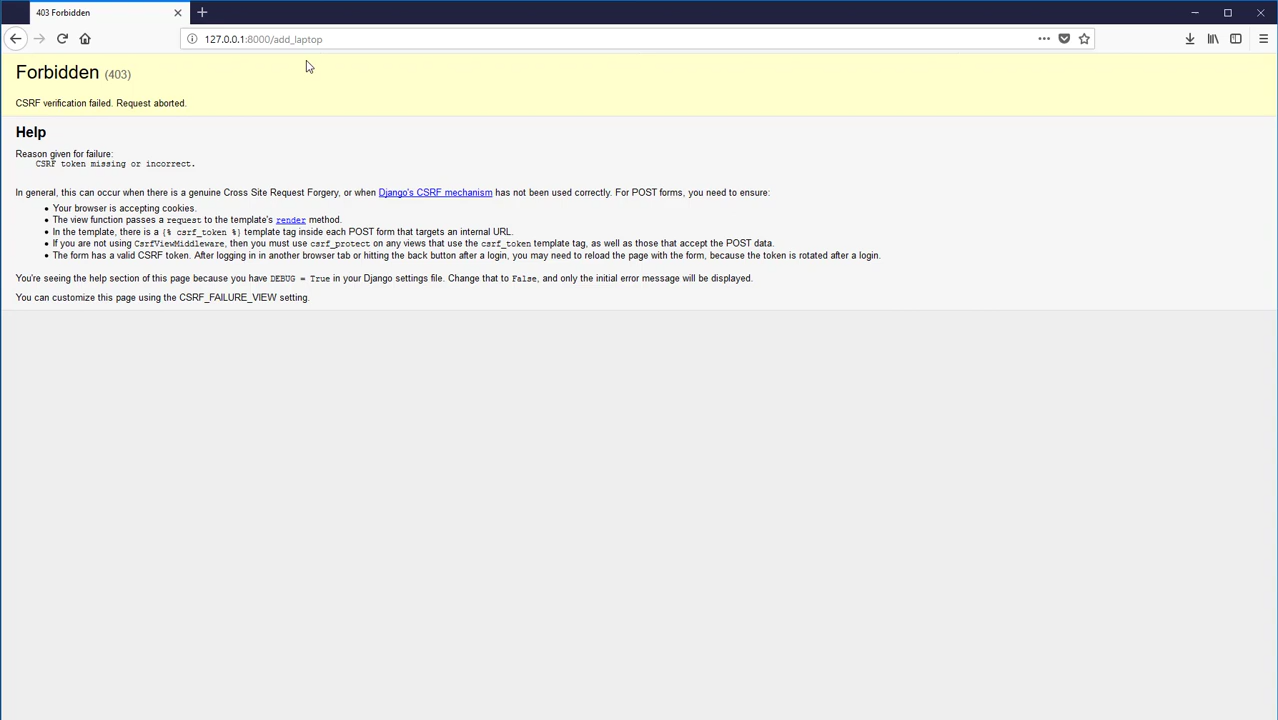 403 Forbidden
127.0.0.1:8000/add_laptop
Forbidden (403)
CSRF verification failed. Request aborted.
Help
Reason given for failure:
CSRF token missing or incorrect.
In general, this can occur when there is a genuine Cross Site Request Forgery, or when Django's CSRF mechanism has not been used correctly. For POST forms, you need to ensure:
• Your browser is accepting cookies.
• The view function passes a request to the template's render method.
• In the template, there is a {% csrf_token %} template tag inside each POST form that targets an internal URL.
• If you are not using CsrfViewMiddleware, then you must use csrf_protect on any views that use the csrf_token template tag, as well as those that accept the POST data.
• The form has a valid CSRF token. After logging in in another browser tab or hitting the back button after a login, you may need to reload the page with the form, because the token is rotated after a login.
You're seeing the help section of this page because you have DEBUG = True in your Django settings file. Change that to False, and only the initial error message will be displayed.
You can customize this page using the CSRF_FAILURE_VIEW setting.